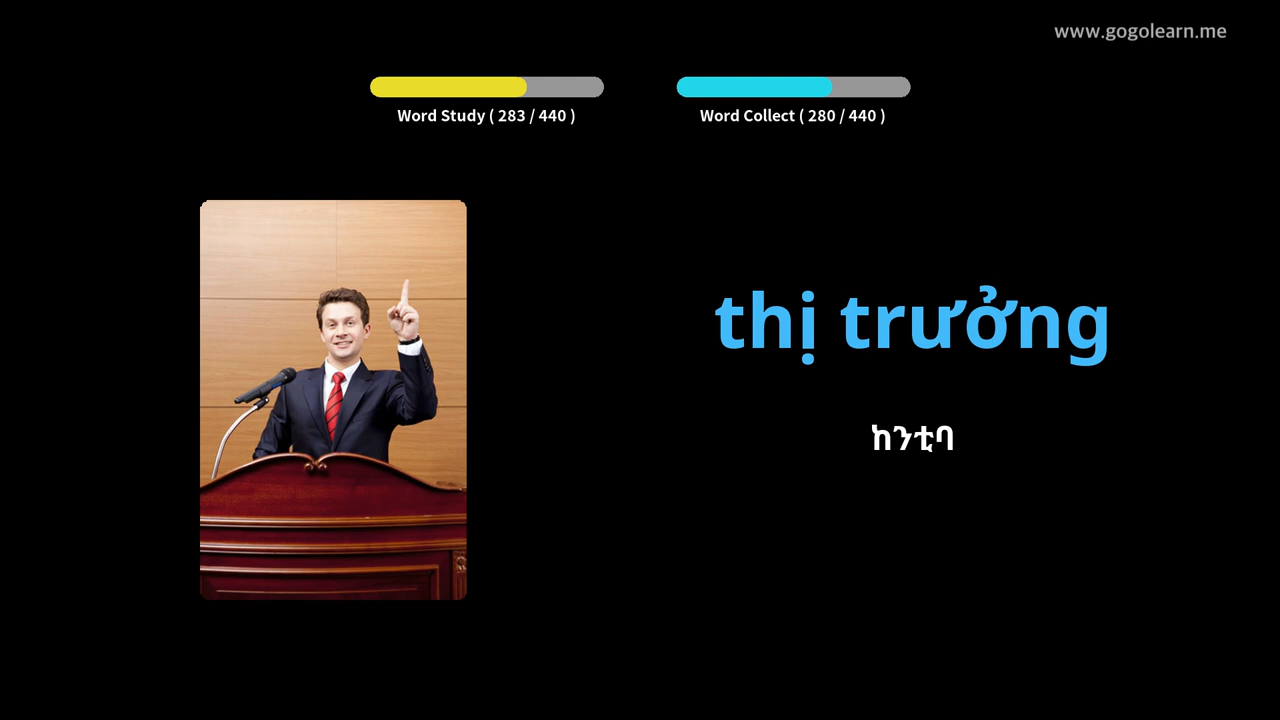 www.gogolearn.me
Word Study ( 283 / 440 )
Word Collect ( 280 / 440 )
thị trưởng
ከንቲባ